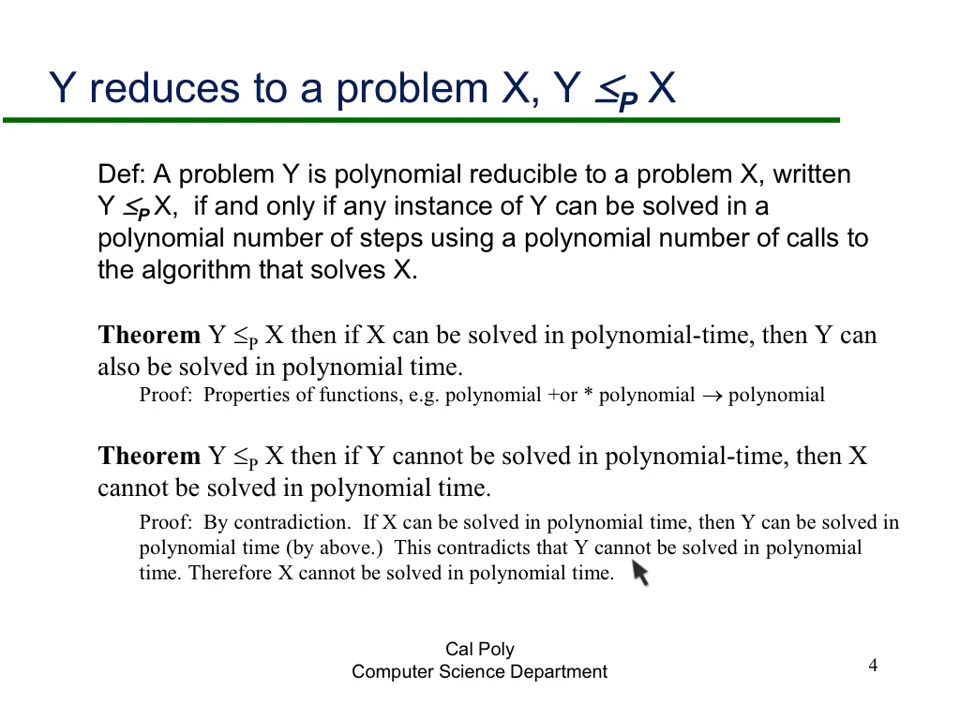 Y reduces to a problem X, Y ≤P X
Def: A problem Y is polynomial reducible to a problem X, written
Y ≤P X, if and only if any instance of Y can be solved in a
polynomial number of steps using a polynomial number of calls to
the algorithm that solves X.
Theorem Y ≤P X then if X can be solved in polynomial-time, then Y can
also be solved in polynomial time.
Proof: Properties of functions, e.g. polynomial +or * polynomial → polynomial
Theorem Y ≤P X then if Y cannot be solved in polynomial-time, then X
cannot be solved in polynomial time.
Proof: By contradiction. If X can be solved in polynomial time, then Y can be solved in
polynomial time (by above.) This contradicts that Y cannot be solved in polynomial
time. Therefore X cannot be solved in polynomial time.
Cal Poly
Computer Science Department
4